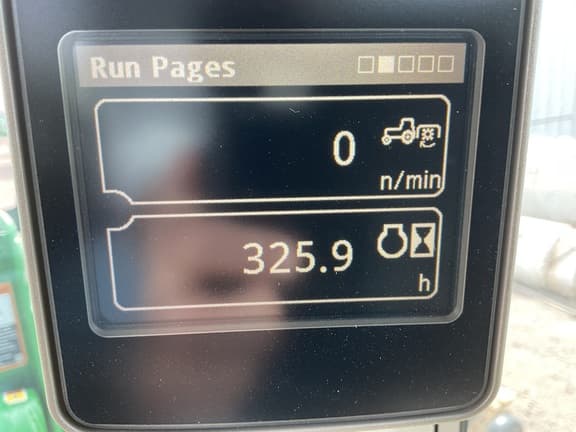 Run Pages
0
n/min
325.9
h